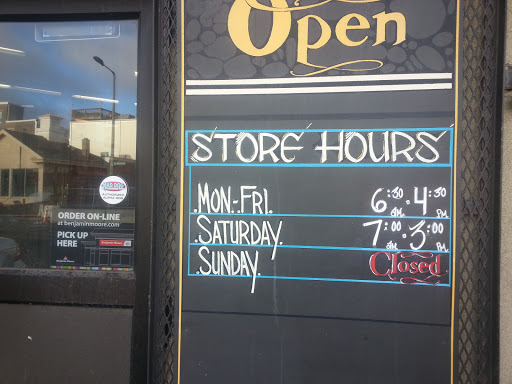 Open
STORE HOURS
MON.-FRI. 6:30 AM. - 4:30 PM.
SATURDAY. 7:00 AM. - 3:00 PM.
SUNDAY. Closed
ORDER ON-LINE
at benjaminmoore.com
PICK UP
HERE